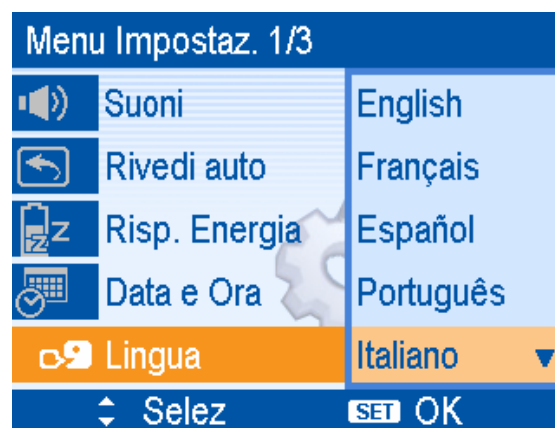 Menu Impostaz. 1/3
Suoni
English
Rivedi auto
Français
Z
Z
z
Risp. Energia
Español
Data e Ora
Português
Lingua
Italiano
Selez
SET OK